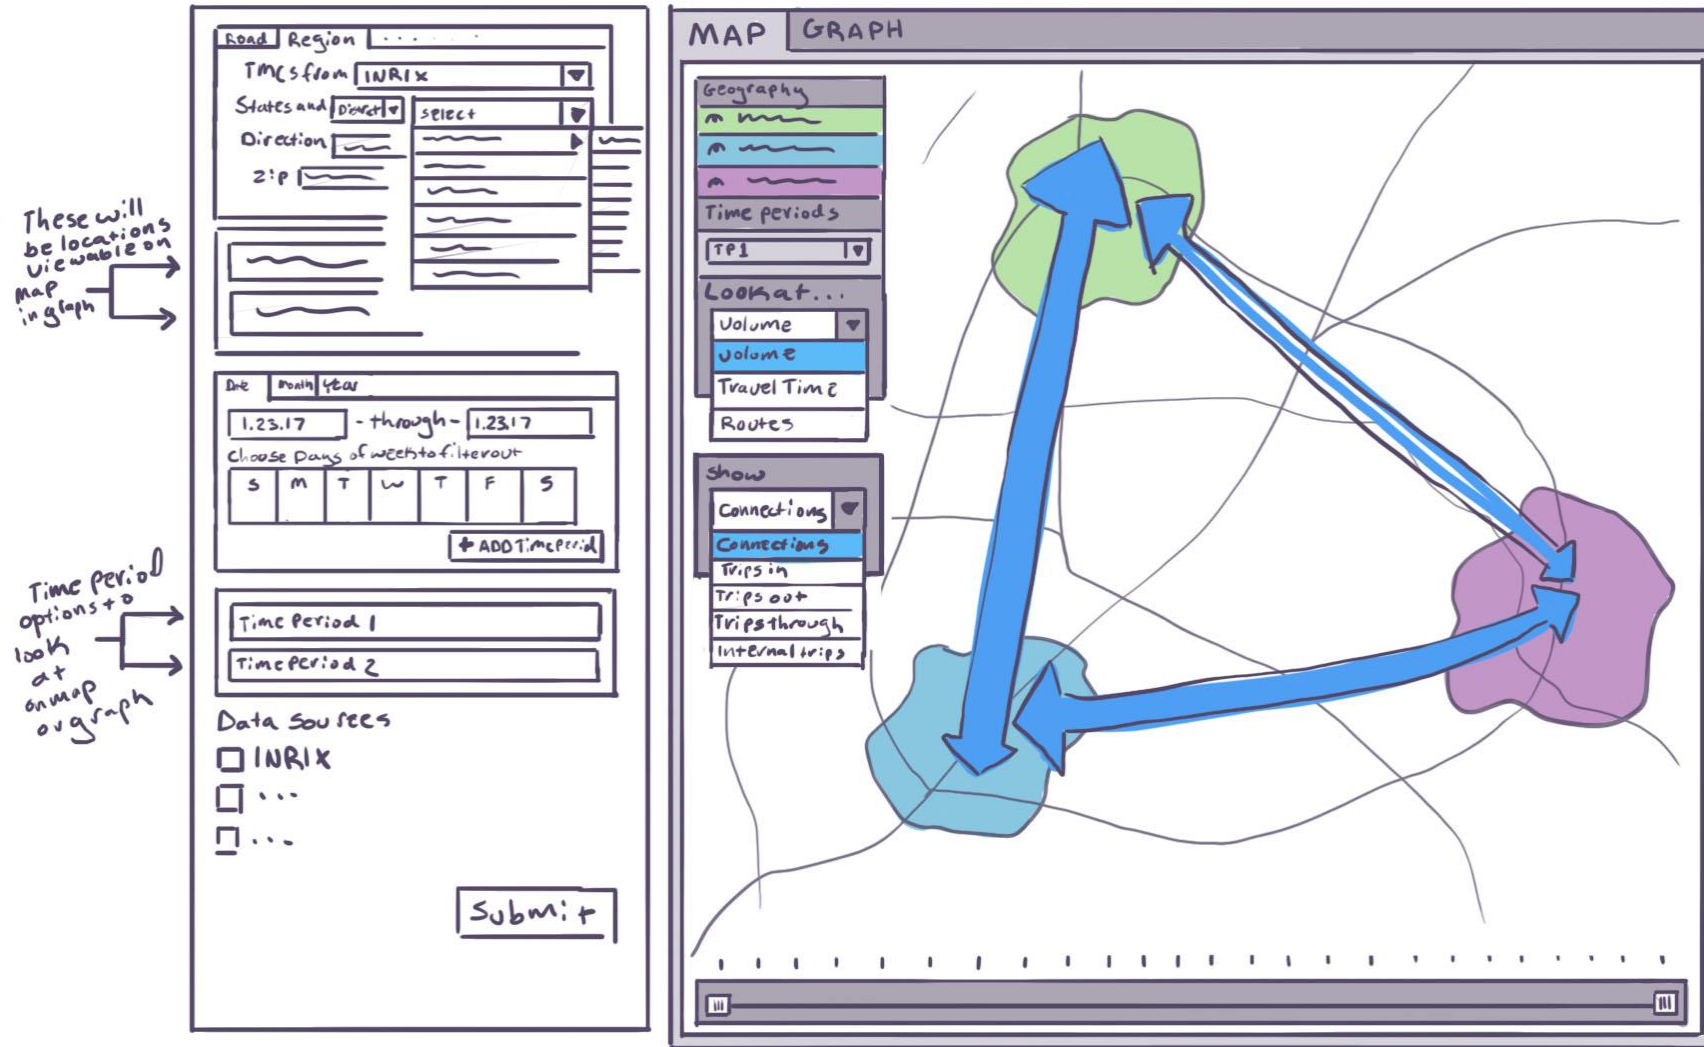 These will
be locations
viewable on
map
in graph
Time period
options to
look
at
on map
or graph
Road Region
TMCs from INRIX
States and District select
Direction
Zip
Date Month Year
1.23.17 - through - 1.23.17
Choose Days of week to filter out
S M T W T F S
+ ADD Time Period
Time Period 1
Time Period 2
Data Sources
INRIX
...
...
Submit
MAP GRAPH
Geography
Time periods
TP1
Look at...
Volume
Volume
Travel Time
Routes
Show
Connections
Connections
Trips in
Trips out
Trips through
Internal trips